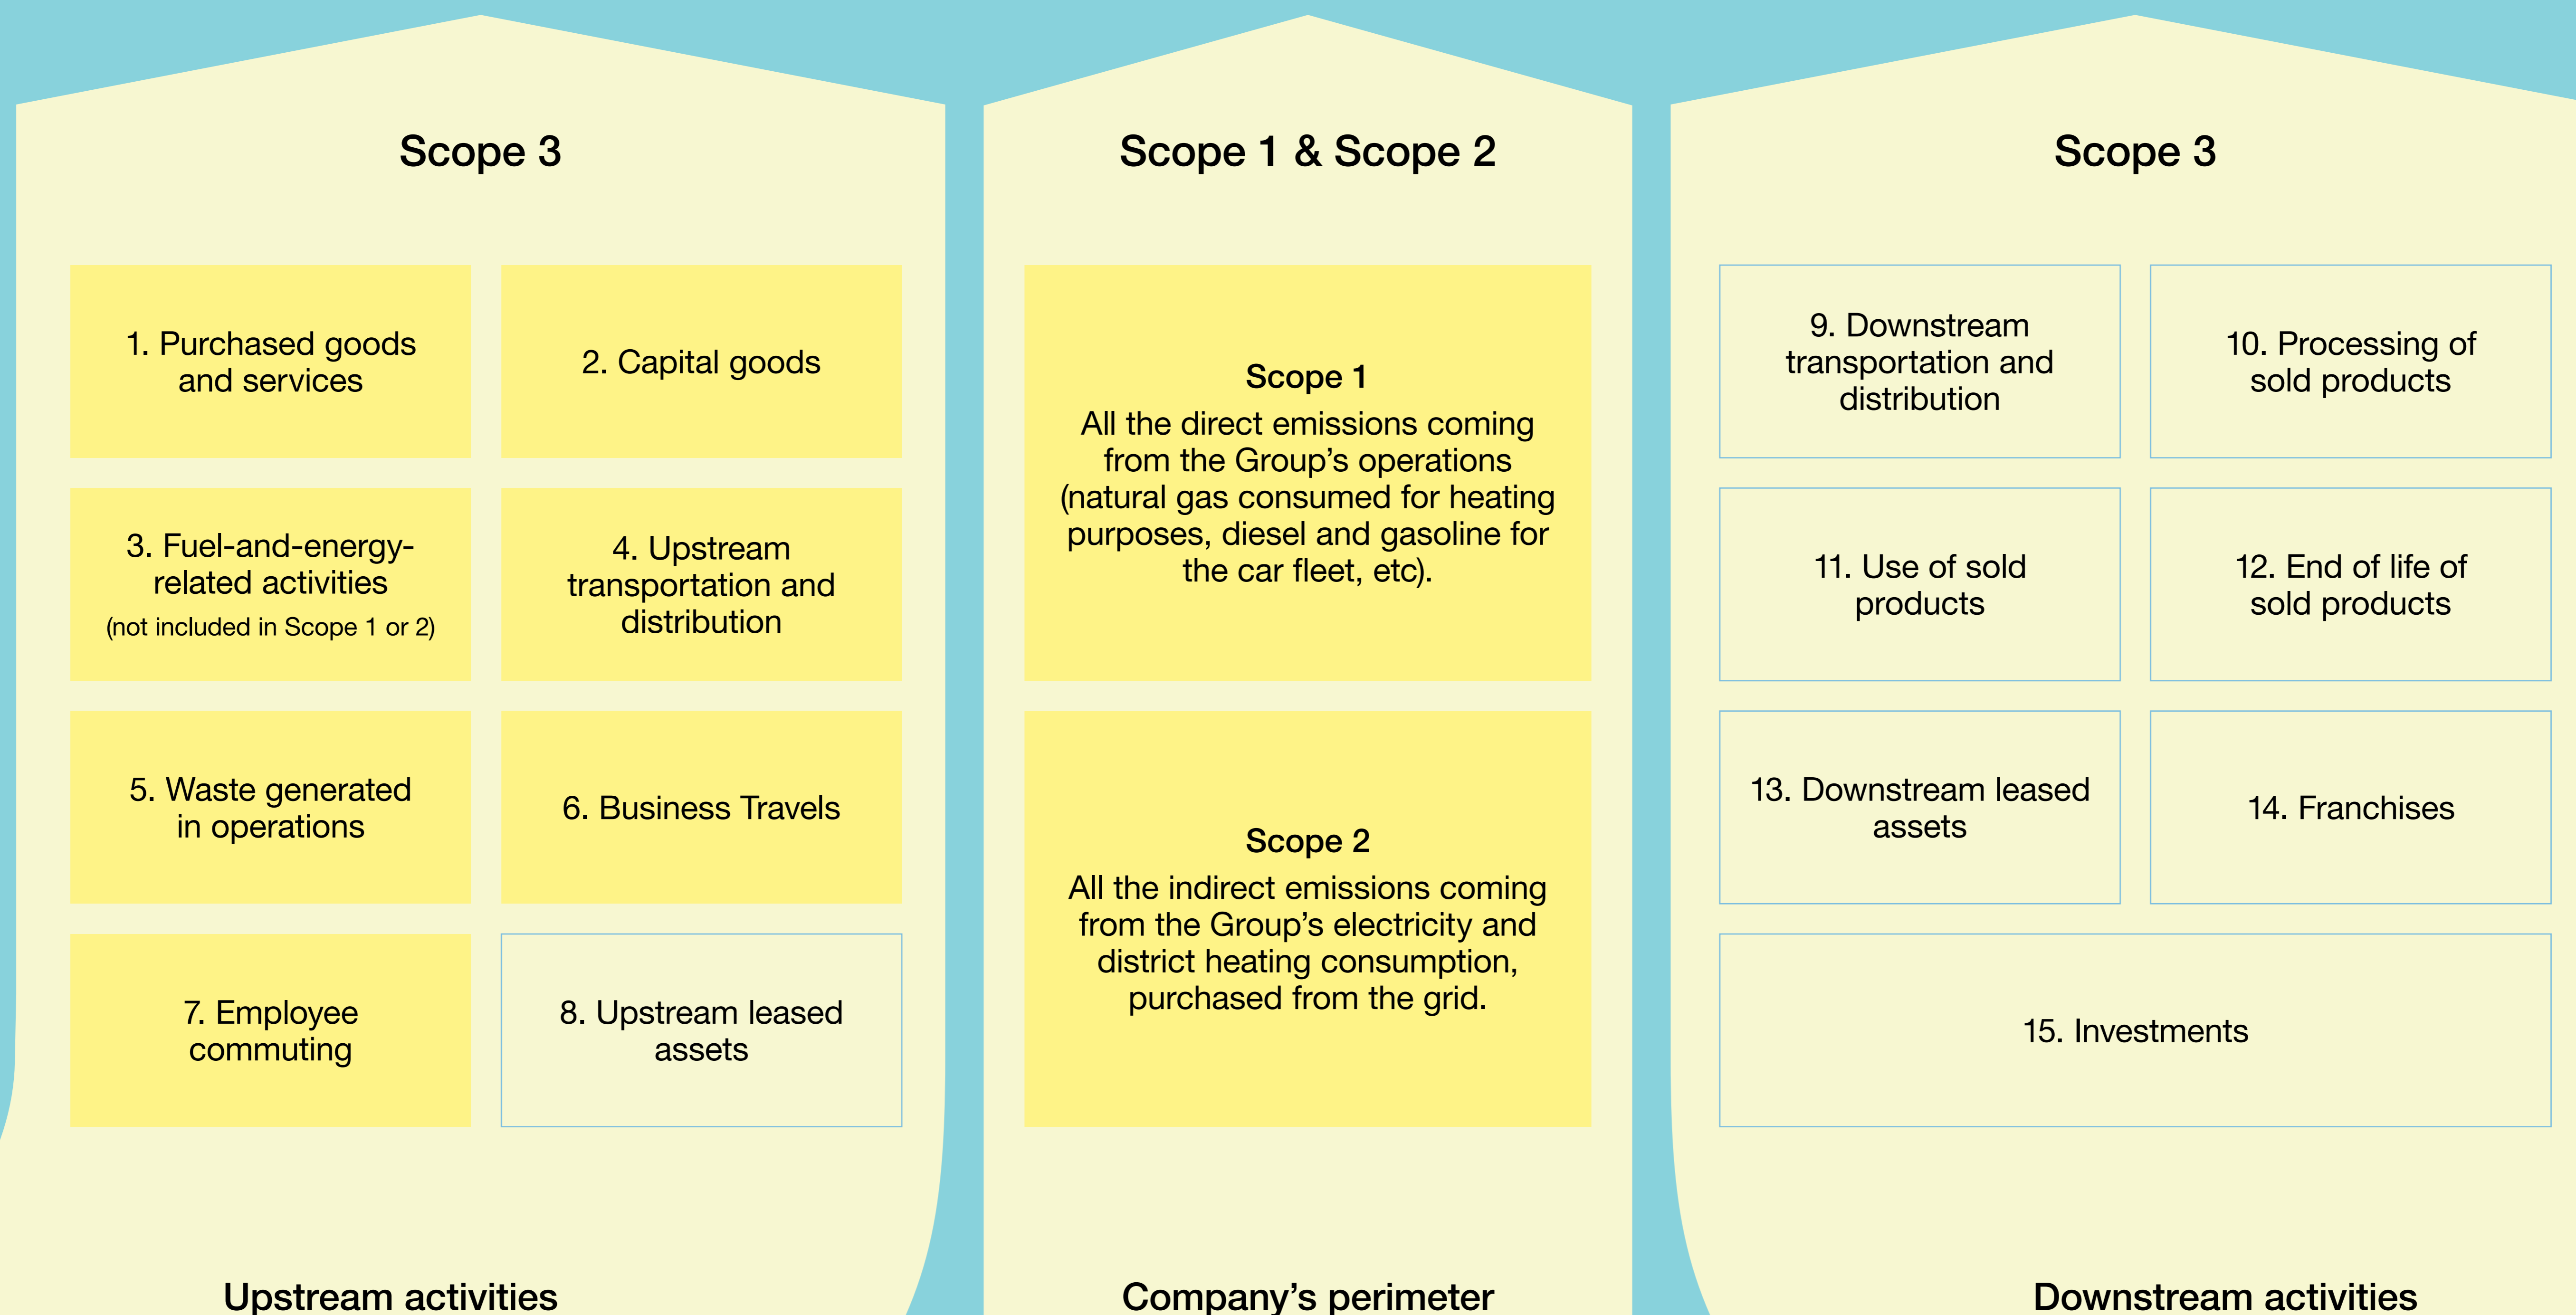 Scope 3
1. Purchased goods
and services
2. Capital goods
3. Fuel-and-energy-
related activities
(not included in Scope 1 or 2)
4. Upstream
transportation and
distribution
5. Waste generated
in operations
6. Business Travels
7. Employee
commuting
8. Upstream leased
assets
Upstream activities
Scope 1 & Scope 2
Scope 1
All the direct emissions coming
from the Group’s operations
(natural gas consumed for heating
purposes, diesel and gasoline for
the car fleet, etc).
Scope 2
All the indirect emissions coming
from the Group’s electricity and
district heating consumption,
purchased from the grid.
Company’s perimeter
Scope 3
9. Downstream
transportation and
distribution
10. Processing of
sold products
11. Use of sold
products
12. End of life of
sold products
13. Downstream leased
assets
14. Franchises
15. Investments
Downstream activities